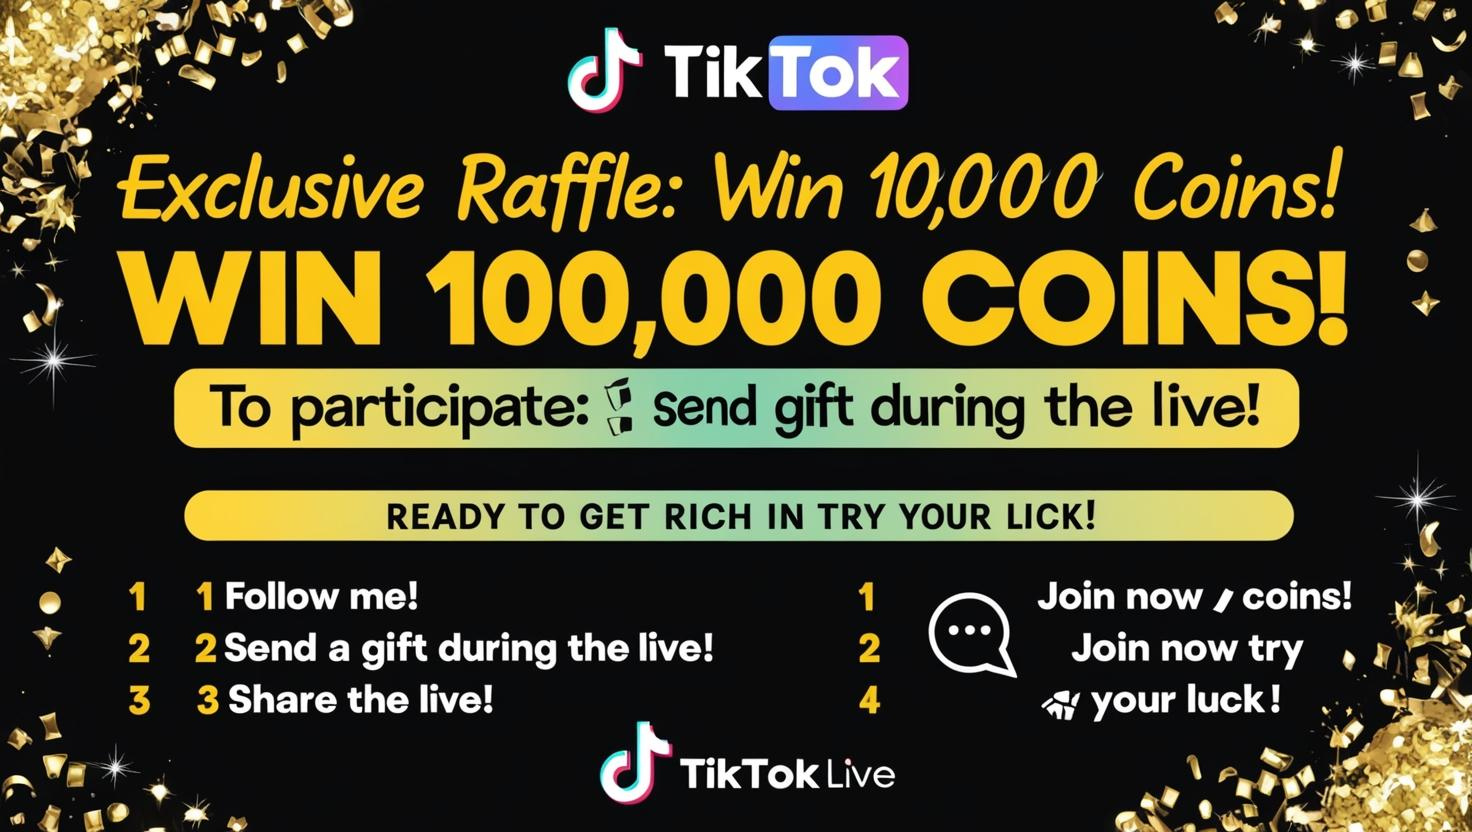 TikTok
Exclusive Raffle: Win 10,000 Coins!
WIN 100,000 COINS!
To participate: Send gift during the live!
READY TO GET RICH IN TRY YOUR LICK!
1 1 Follow me!
2 2 Send a gift during the live!
3 3 Share the live!
1 Join now , coins!
2 Join now try
4 your luck!
TikTok Live